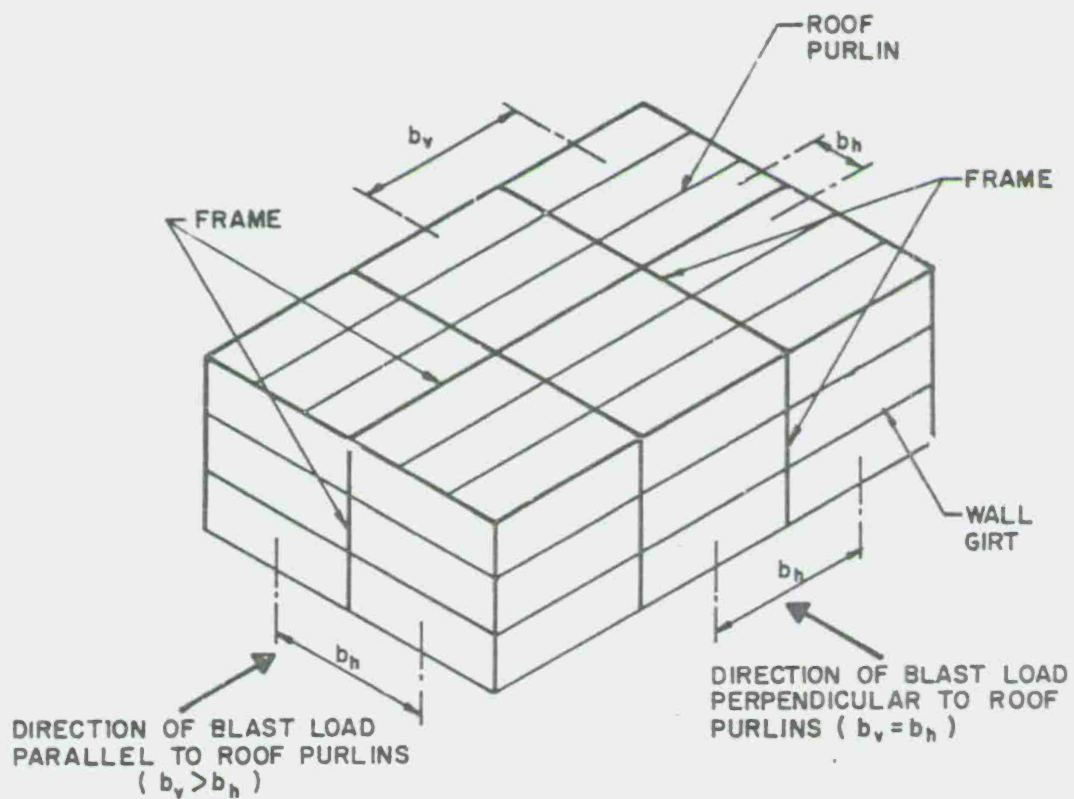 ROOF
PURLIN
b_v
b_h
FRAME
FRAME
WALL
GIRT
b_h
b_h
DIRECTION OF BLAST LOAD
PERPENDICULAR TO ROOF
PURLINS ( b_v = b_h )
DIRECTION OF BLAST LOAD
PARALLEL TO ROOF PURLINS
( b_v > b_h )